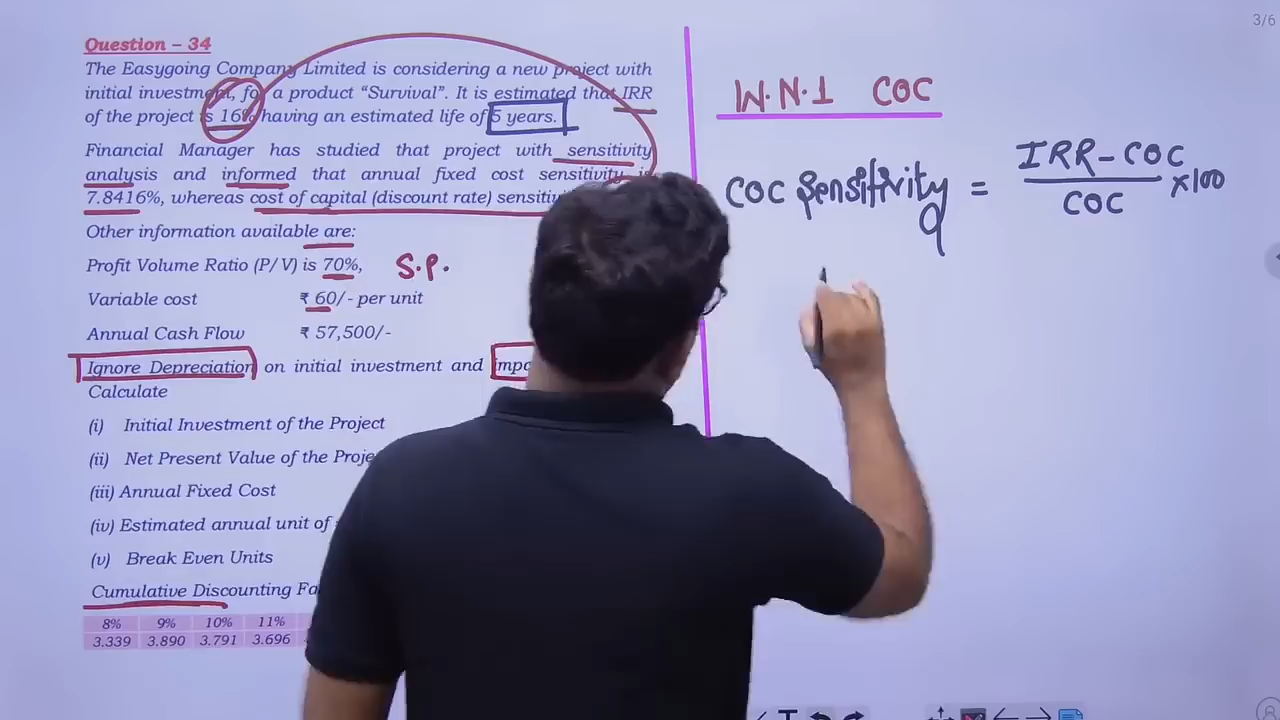 3/6
Question – 34
The Easygoing Company Limited is considering a new project with
initial investment, for a product “Survival”. It is estimated that IRR
of the project is 16% having an estimated life of 5 years.
Financial Manager has studied that project with sensitivity
analysis and informed that annual fixed cost sensitivity is
7.8416%, whereas cost of capital (discount rate)
Other information available are:
Profit Volume Ratio (P/V) is 70%, S.P.
Variable cost ₹ 60/- per unit
Annual Cash Flow ₹ 57,500/-
Ignore Depreciation on initial investment and
Calculate
(i) Initial Investment of the Project
(ii) Net Present Value of the
(iii) Annual Fixed Cost
(iv) Estimated annual unit of
(v) Break Even Units
Cumulative Discounting
8% 9% 10% 11%
3.339 3.890 3.791 3.696
W.N.1 COC
COC Sensitivity = IRR – COC
COC ×100